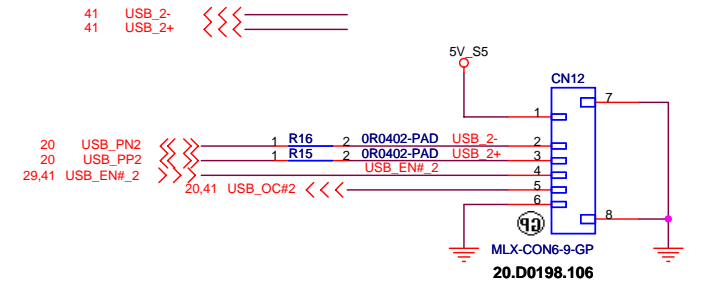 41 USB_2-
41 USB_2+
5V_S5
CN12
7
1
20 USB_PN2 1 R16 2 0R0402-PAD USB_2- 2
20 USB_PP2 1 R15 2 0R0402-PAD USB_2+ 3
29,41 USB_EN#_2 USB_EN#_2 4
20,41 USB_OC#2 5
6
8
GP
MLX-CON6-9-GP
20.D0198.106